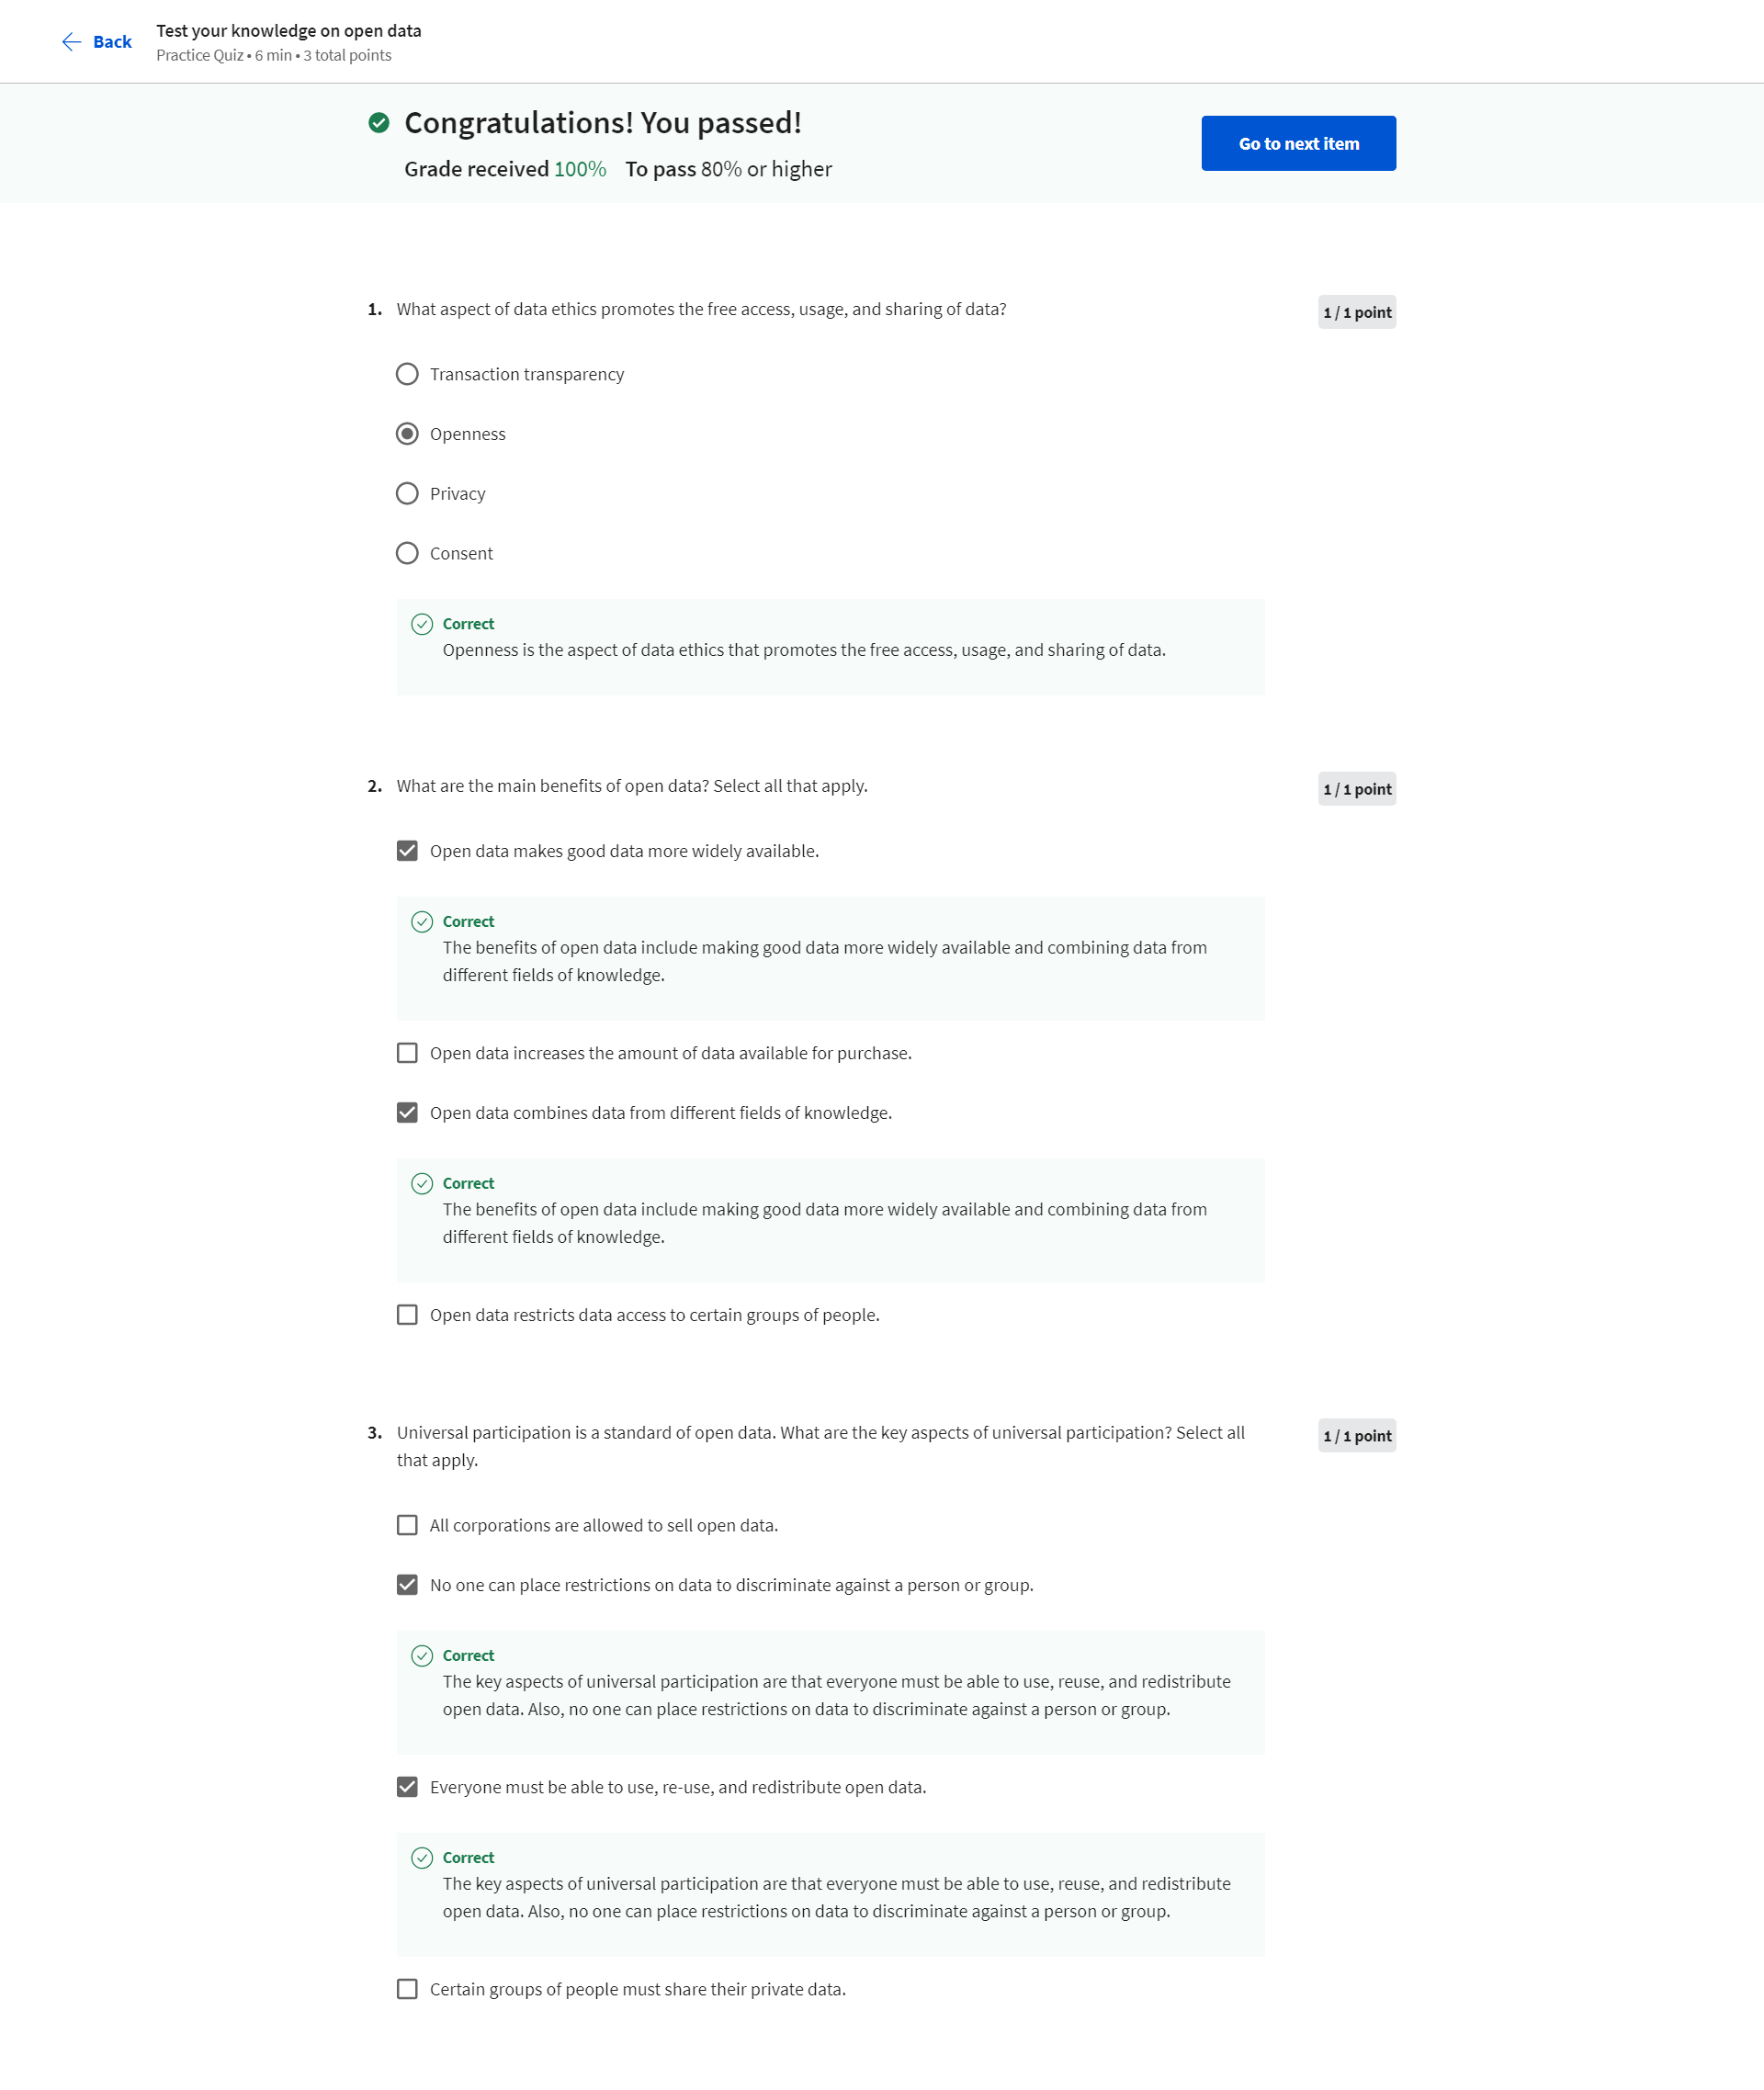 Back
Test your knowledge on open data
Practice Quiz • 6 min • 3 total points
Congratulations! You passed!
Grade received 100% To pass 80% or higher
Go to next item
1. What aspect of data ethics promotes the free access, usage, and sharing of data?
1 / 1 point
Transaction transparency
Openness
Privacy
Consent
Correct
Openness is the aspect of data ethics that promotes the free access, usage, and sharing of data.
2. What are the main benefits of open data? Select all that apply.
1 / 1 point
Open data makes good data more widely available.
Correct
The benefits of open data include making good data more widely available and combining data from
different fields of knowledge.
Open data increases the amount of data available for purchase.
Open data combines data from different fields of knowledge.
Correct
The benefits of open data include making good data more widely available and combining data from
different fields of knowledge.
Open data restricts data access to certain groups of people.
3. Universal participation is a standard of open data. What are the key aspects of universal participation? Select all
that apply.
1 / 1 point
All corporations are allowed to sell open data.
No one can place restrictions on data to discriminate against a person or group.
Correct
The key aspects of universal participation are that everyone must be able to use, reuse, and redistribute
open data. Also, no one can place restrictions on data to discriminate against a person or group.
Everyone must be able to use, re-use, and redistribute open data.
Correct
The key aspects of universal participation are that everyone must be able to use, reuse, and redistribute
open data. Also, no one can place restrictions on data to discriminate against a person or group.
Certain groups of people must share their private data.